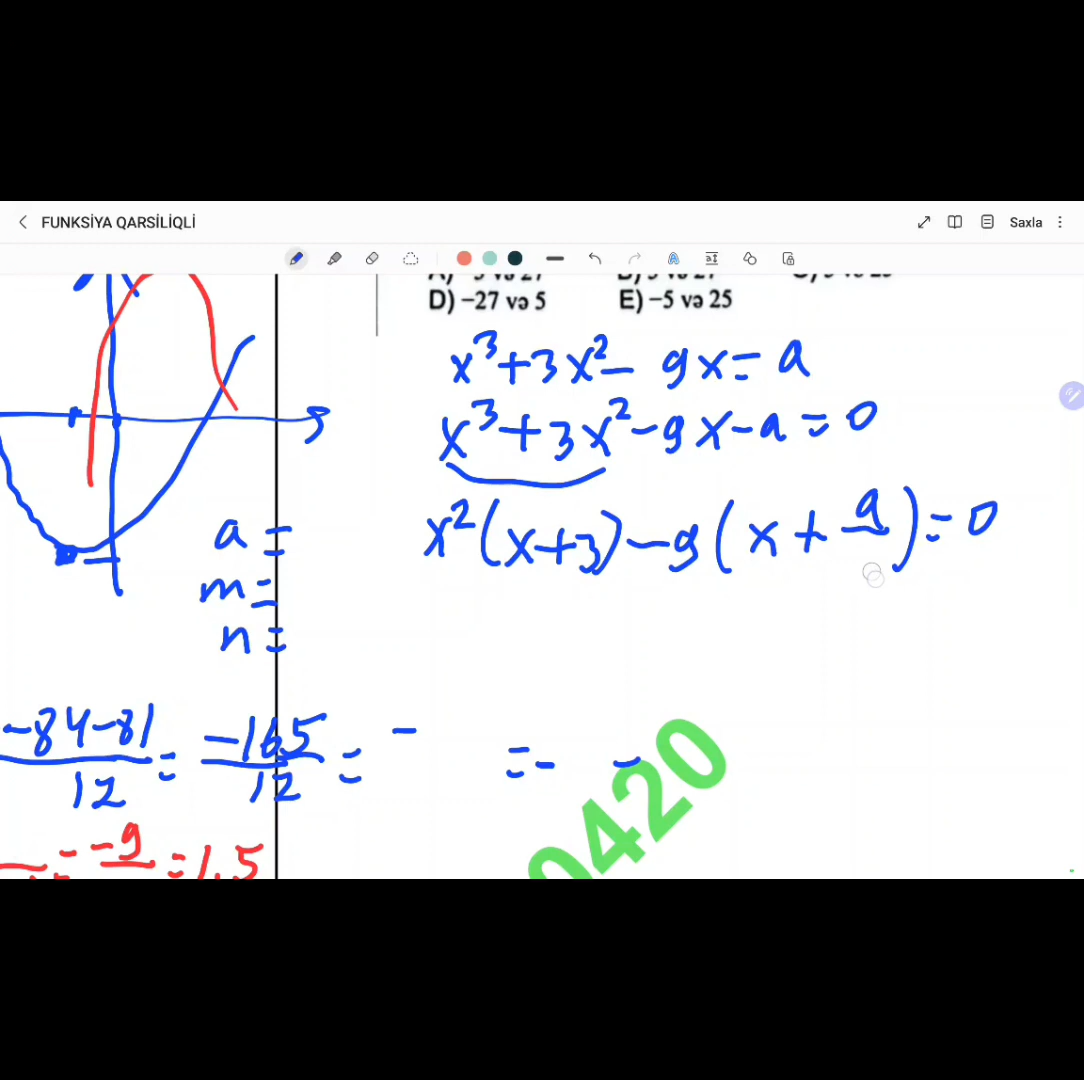 FUNKSİYA QARSİLİQLİ
Saxla
D) −27 və 5
E) −5 və 25
x³+3x²− 9x= a
x³+3x²−9x−a=0
x²(x+3)−9(x+a/)=0
a =
m =
n =
−84−81/12 = −165/12 = −
= − −
= −9 = 1,5
0420